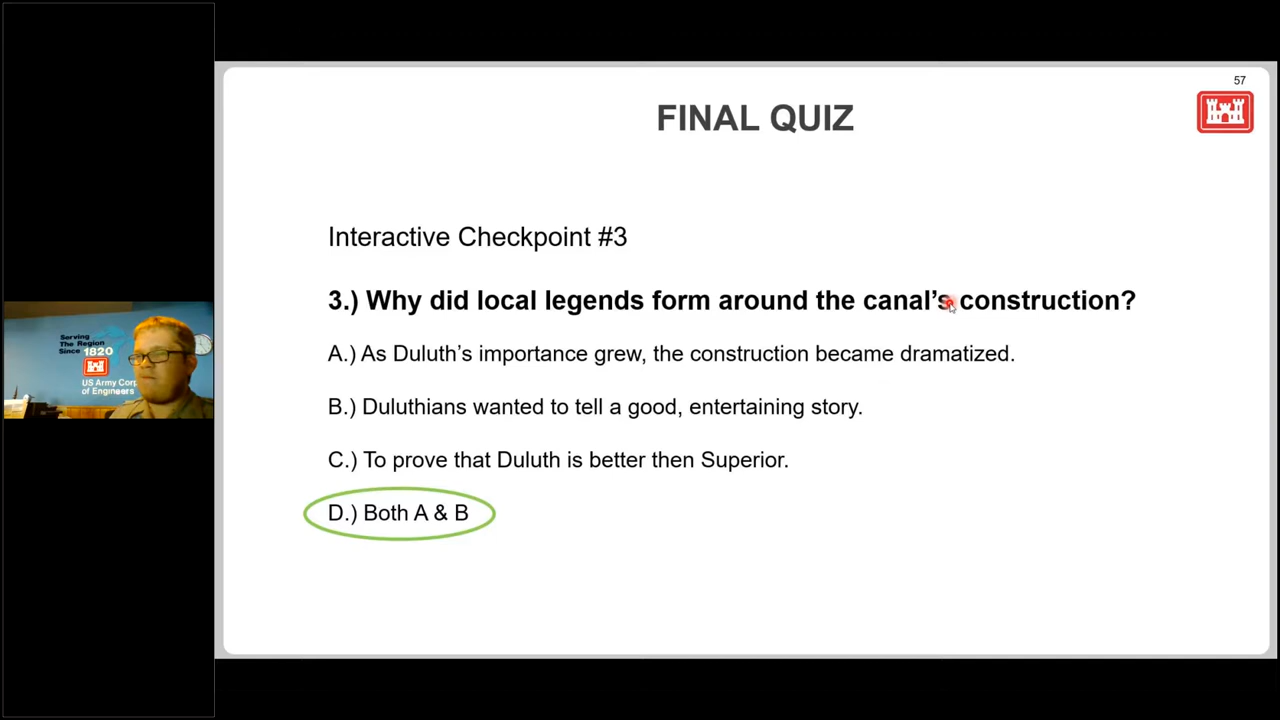 57
FINAL QUIZ
Interactive Checkpoint #3
3.) Why did local legends form around the canal’s construction?
A.) As Duluth’s importance grew, the construction became dramatized.
B.) Duluthians wanted to tell a good, entertaining story.
C.) To prove that Duluth is better then Superior.
D.) Both A & B
Serving
The Region
Since 1820
US Army Corp
of Engineers